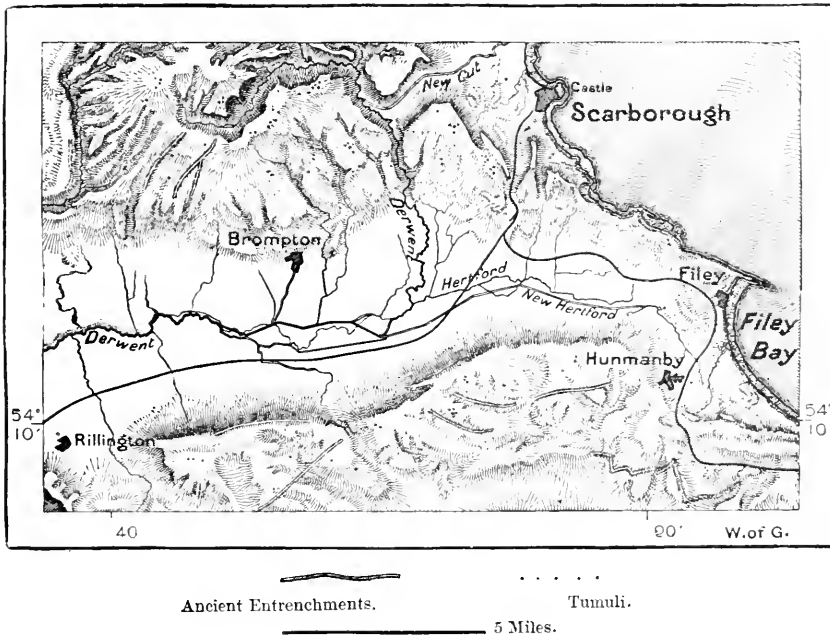 New Cut
Castle
Scarborough
Derwent
Brompton
Hertford
Filey
New Hertford
Filey
Bay
Derwent
Hunmanby
54°
10'
54°
10'
Rillington
40
20'
W. of G.
Ancient Entrenchments.
Tumuli.
5 Miles.